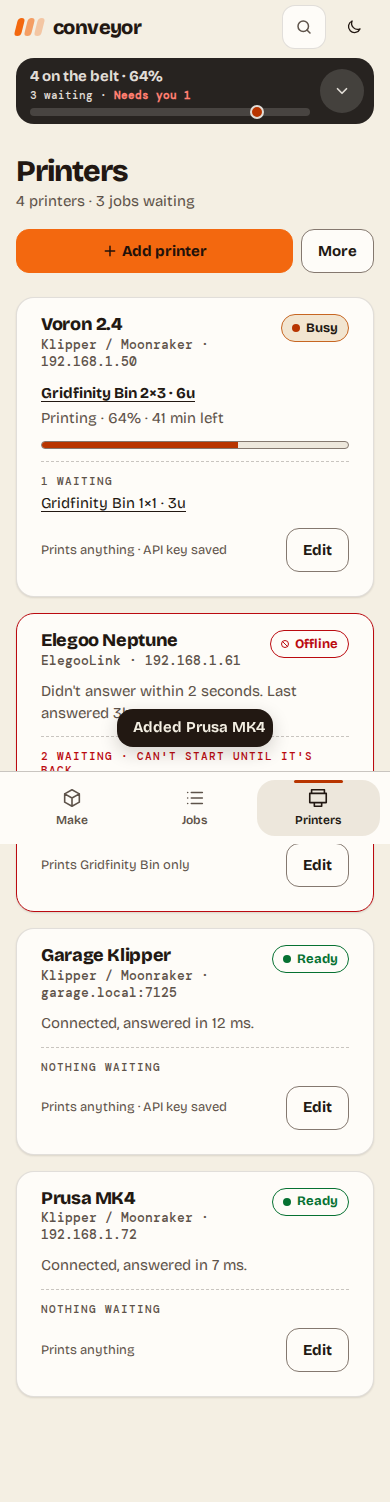 conveyor
4 on the belt · 64%
3 waiting · Needs you 1
Printers
4 printers · 3 jobs waiting
+ Add printer
More
Voron 2.4
Busy
Klipper / Moonraker ·
192.168.1.50
Gridfinity Bin 2×3 · 6u
Printing · 64% · 41 min left
1 WAITING
Gridfinity Bin 1×1 · 3u
Prints anything · API key saved
Edit
Elegoo Neptune
Offline
ElegooLink · 192.168.1.61
Didn't answer within 2 seconds. Last
answered
Added Prusa MK4
2 WAITING · CAN'T START UNTIL IT'S
BACK
Make
Jobs
Printers
Prints Gridfinity Bin only
Edit
Garage Klipper
Ready
Klipper / Moonraker ·
garage.local:7125
Connected, answered in 12 ms.
NOTHING WAITING
Prints anything · API key saved
Edit
Prusa MK4
Ready
Klipper / Moonraker ·
192.168.1.72
Connected, answered in 7 ms.
NOTHING WAITING
Prints anything
Edit